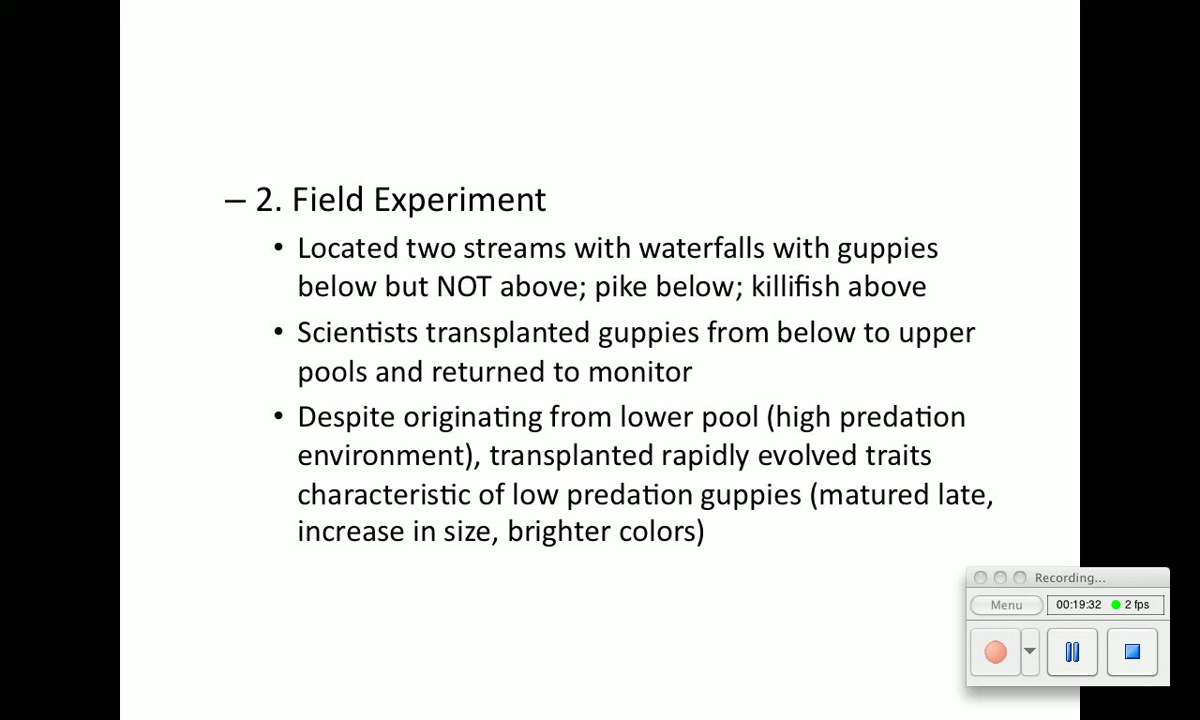 – 2. Field Experiment
• Located two streams with waterfalls with guppies
below but NOT above; pike below; killifish above
• Scientists transplanted guppies from below to upper
pools and returned to monitor
• Despite originating from lower pool (high predation
environment), transplanted rapidly evolved traits
characteristic of low predation guppies (matured late,
increase in size, brighter colors)
Recording...
Menu 00:19:32 2 fps